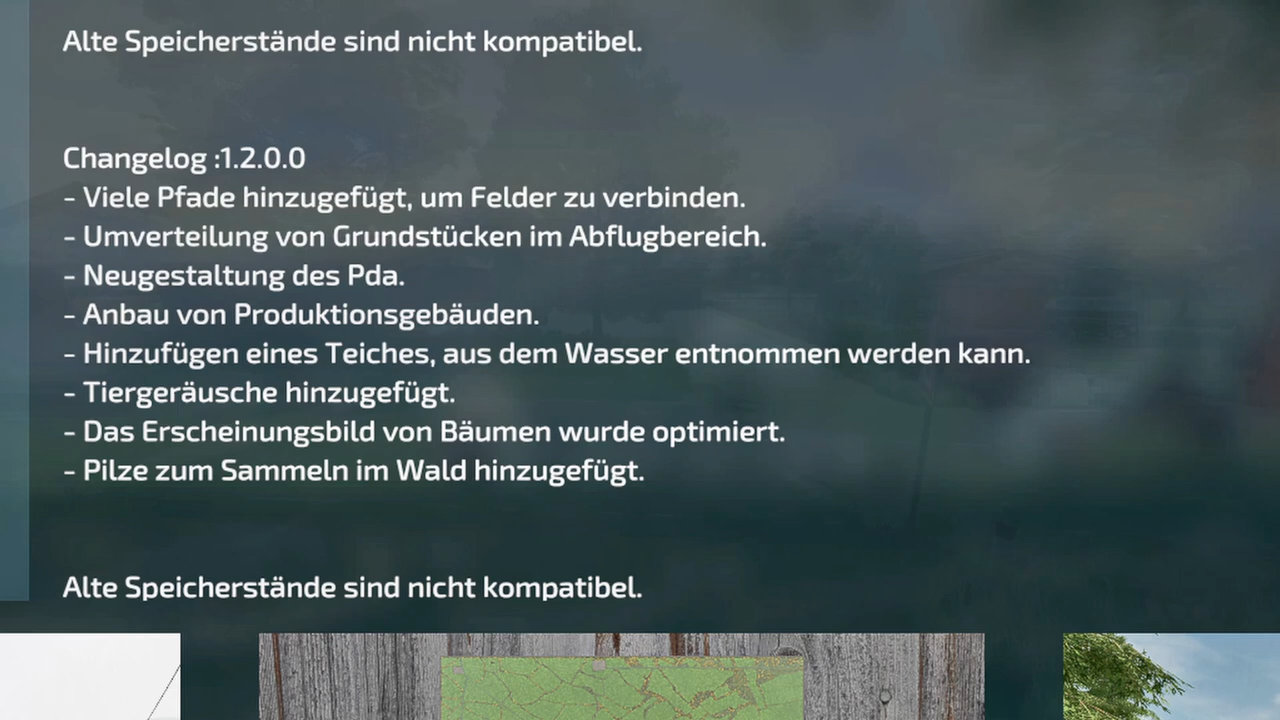 Alte Speicherstände sind nicht kompatibel.
Changelog :1.2.0.0
- Viele Pfade hinzugefügt, um Felder zu verbinden.
- Umverteilung von Grundstücken im Abflugbereich.
- Neugestaltung des Pda.
- Anbau von Produktionsgebäuden.
- Hinzufügen eines Teiches, aus dem Wasser entnommen werden kann.
- Tiergeräusche hinzugefügt.
- Das Erscheinungsbild von Bäumen wurde optimiert.
- Pilze zum Sammeln im Wald hinzugefügt.
Alte Speicherstände sind nicht kompatibel.